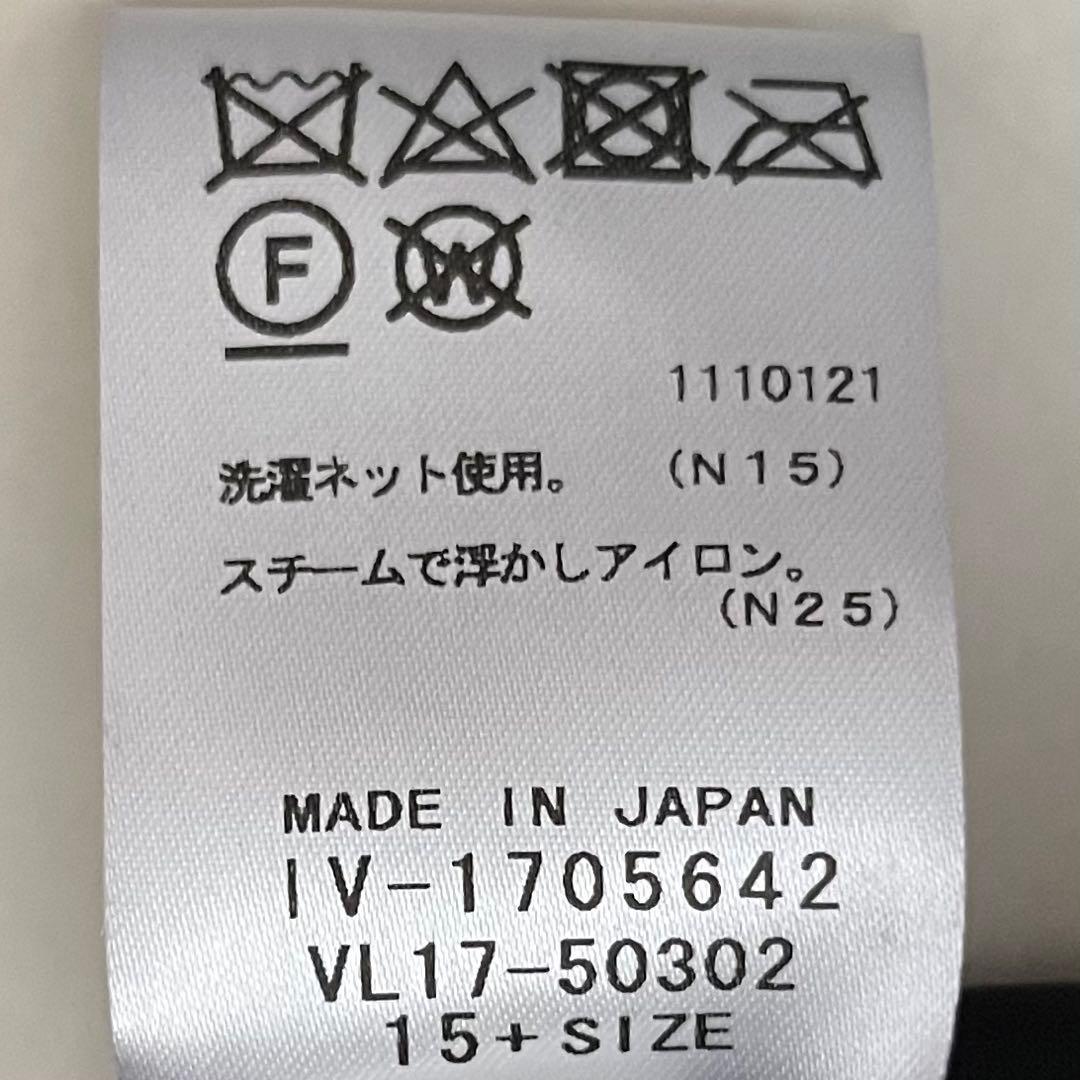 F W
1110121
洗濯ネット使用。 (N15)
スチームで浮かしアイロン。
(N25)
MADE IN JAPAN
IV-1705642
VL17-50302
15+SIZE